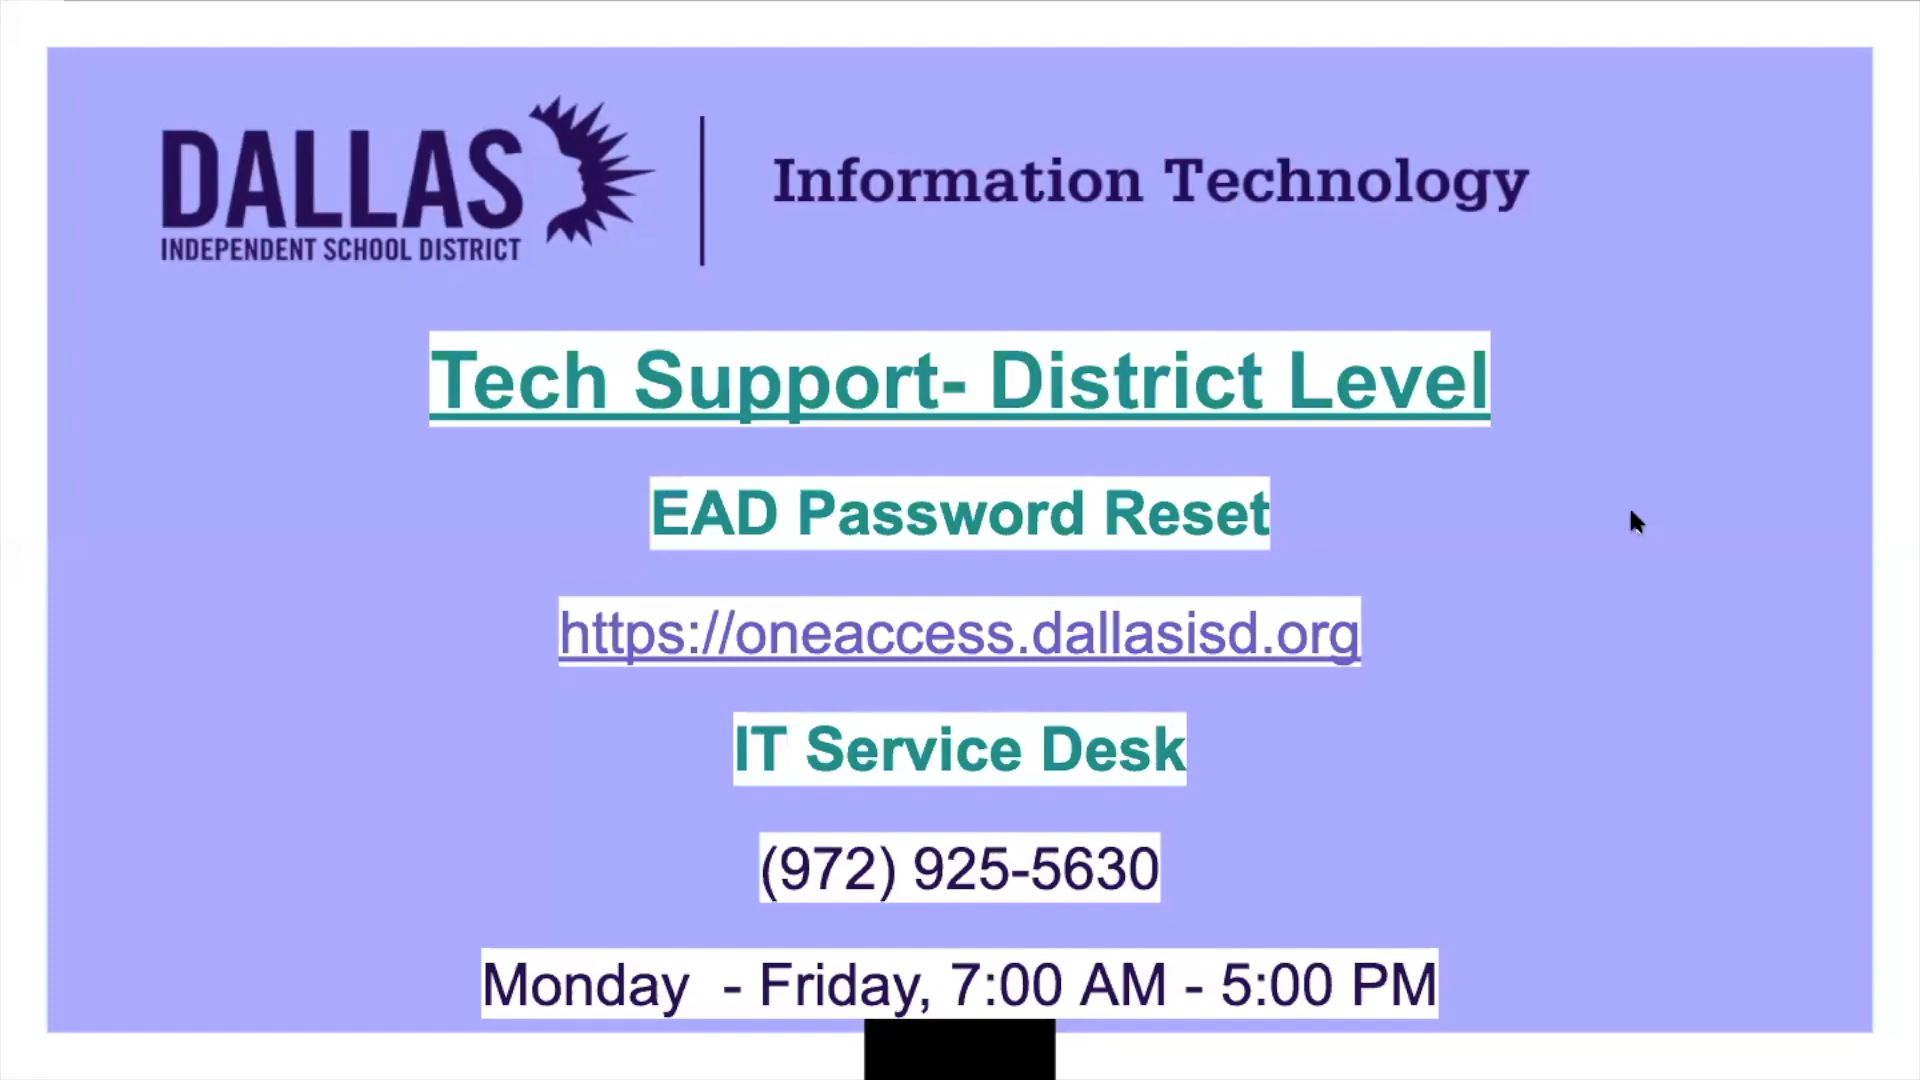 DALLAS
INDEPENDENT SCHOOL DISTRICT
Information Technology
Tech Support- District Level
EAD Password Reset
https://oneaccess.dallasisd.org
IT Service Desk
(972) 925-5630
Monday  - Friday, 7:00 AM - 5:00 PM